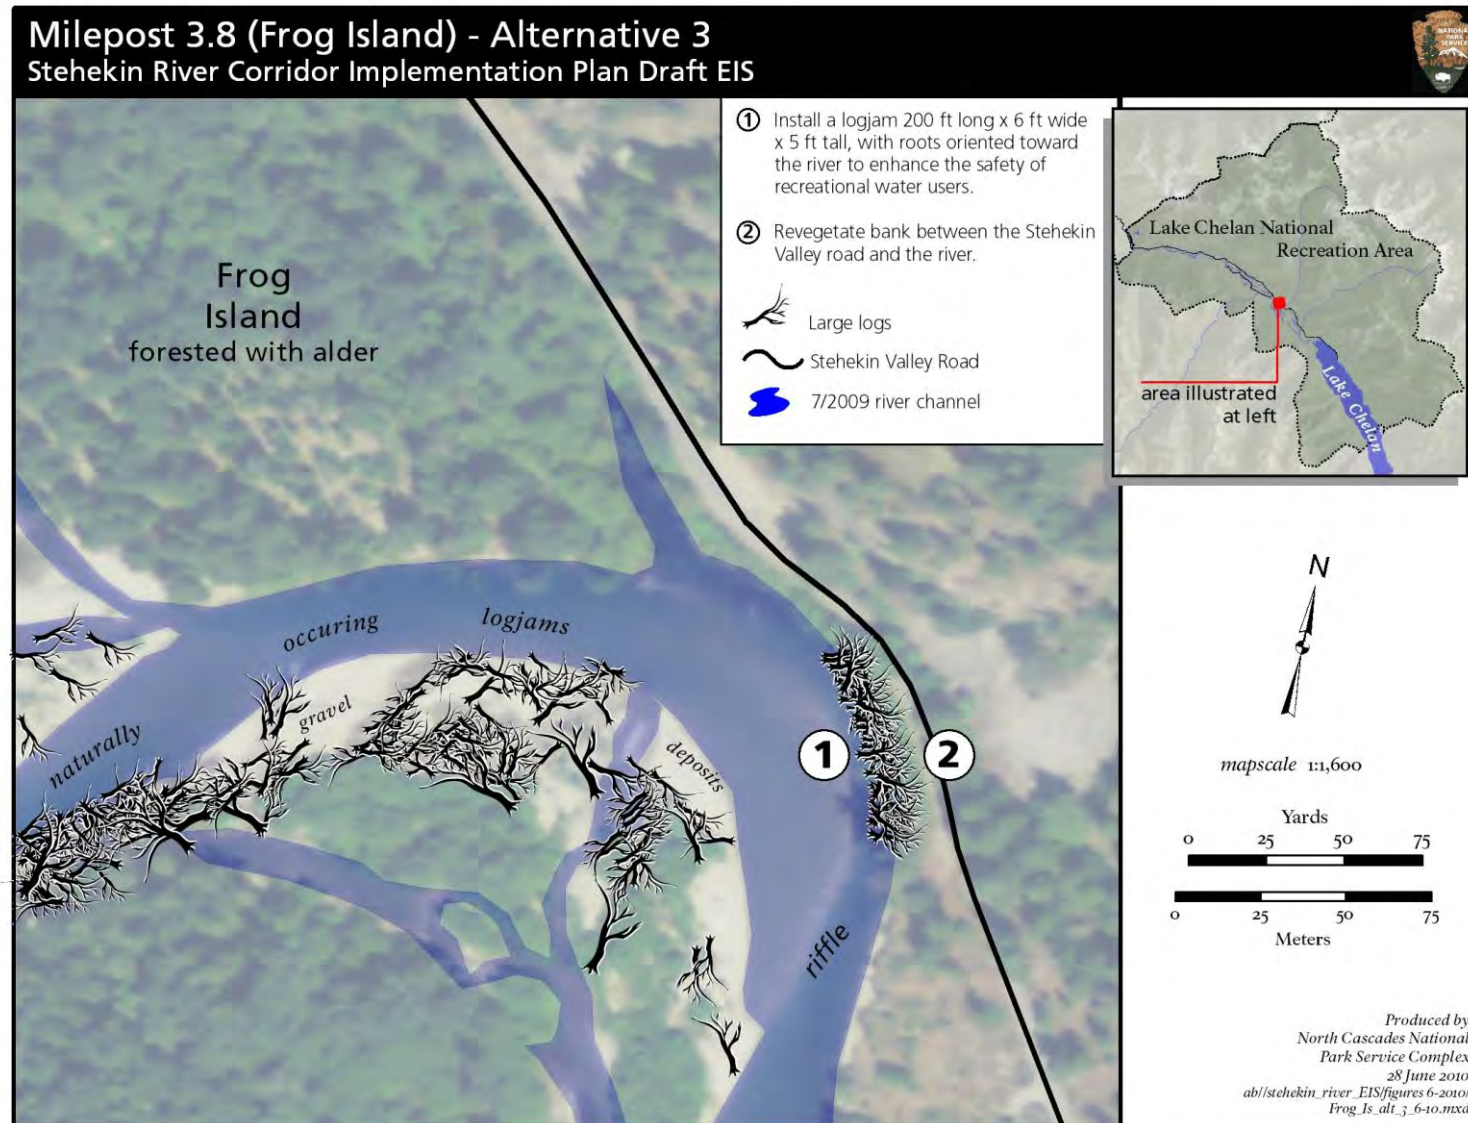 Milepost 3.8 (Frog Island) - Alternative 3
Stehekin River Corridor Implementation Plan Draft EIS
NATIONAL
PARK
SERVICE
① Install a logjam 200 ft long x 6 ft wide
x 5 ft tall, with roots oriented toward
the river to enhance the safety of
recreational water users.
② Revegetate bank between the Stehekin
Valley road and the river.
Large logs
Stehekin Valley Road
7/2009 river channel
Lake Chelan National
Recreation Area
Lake Chelan
area illustrated
at left
Frog
Island
forested with alder
naturally
occuring
logjams
gravel
deposits
1
2
riffle
N
mapscale 1:1,600
Yards
0 25 50 75
0 25 50 75
Meters
Produced by
North Cascades National
Park Service Complex
28 June 2010
ab//stehekin_river_EIS/figures 6-2010/
Frog_Is_alt_3_6-10.mxd